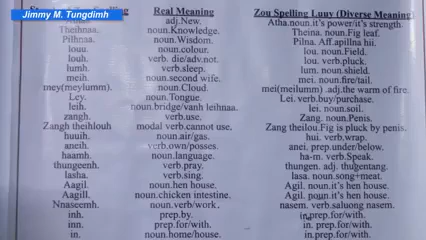 Jimmy M. Tungdimh
Spelling Real Meaning Zou Spelling Luuy (Diverse Meaning)
adj.New. Atha.noun.it's power/it's strength.
Theihnaa. noun.Knowledge. Theina. noun.Fig leaf.
Pilhnaa. noun.Wisdom. Pilna. Aff.apillna hii.
louu. noun.colour. lou. noun.Field.
louh. verb. die/adv.not. lou. verb.pluck.
lumh. verb.sleep. lum. noun.shield.
meih. noun.second wife. mei. noun.fire/tail.
mey(meylumm). noun.Cloud. mei(meilumm) .adj.the warm of fire.
Ley. noun.Tongue. Lei. verb.buy/purchase.
leih. noun.bridge/vanh leihnaa. lei. noun.soil.
zangh. verb.use. Zang. noun.Pen.
Zangh theihlouh modal verb.cannot use. Zang theilou.Fig is pluck by penis.
huuih. noun.air/gas. hui. verb.wrap.
aneih. verb.own/posses. anei. prep.under/below.
haamh. noun.language. ha-m. verb.Speak.
thungeenh. verb.pray. thungen. adj. thugentang.
lasha. verb.sing. lasa. noun.song+meat.
Aagil. noun.hen house. Agil. noun.it's hen house.
Aagill. noun.chicken intestine. Agil. noun.it's hen house.
Nnaseemh. noun.verb/work. nasem. verb.saluong nasem.
inh. prep.by. in.prep.for/with.
inn. prep.for/with. in.prep.for/with.
in. noun.home/house. in.prep.for/with.